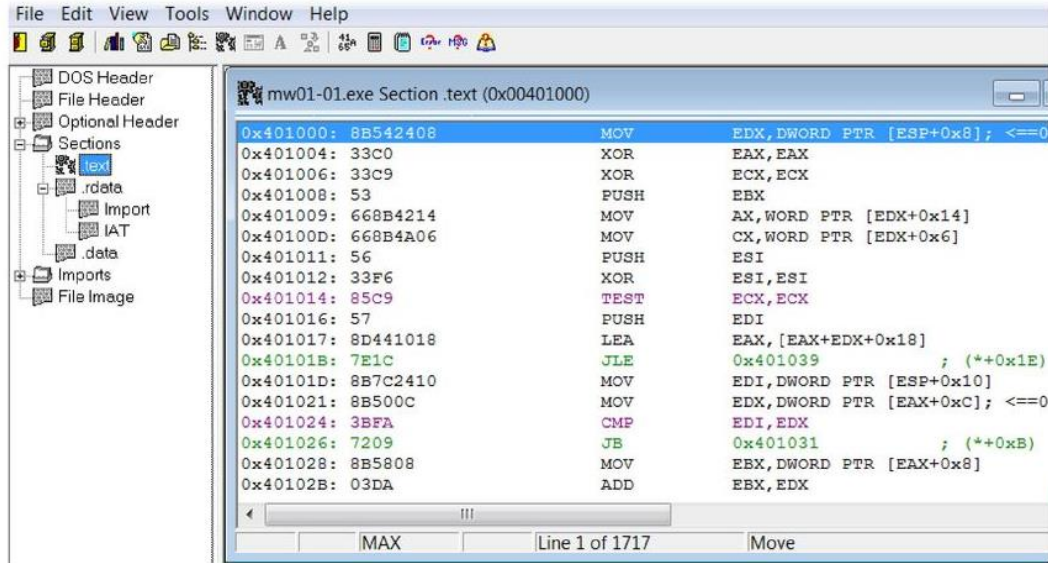 File Edit View Tools Window Help
DOS Header
File Header
Optional Header
Sections
.text
.rdata
Import
IAT
.data
Imports
File Image
mw01-01.exe Section .text (0x00401000)
0x401000: 8B542408 MOV EDX,DWORD PTR [ESP+0x8]; <==0
0x401004: 33C0 XOR EAX,EAX
0x401006: 33C9 XOR ECX,ECX
0x401008: 53 PUSH EBX
0x401009: 668B4214 MOV AX,WORD PTR [EDX+0x14]
0x40100D: 668B4A06 MOV CX,WORD PTR [EDX+0x6]
0x401011: 56 PUSH ESI
0x401012: 33F6 XOR ESI,ESI
0x401014: 85C9 TEST ECX,ECX
0x401016: 57 PUSH EDI
0x401017: 8D441018 LEA EAX,[EAX+EDX+0x18]
0x40101B: 7E1C JLE 0x401039 ; (*+0x1E)
0x40101D: 8B7C2410 MOV EDI,DWORD PTR [ESP+0x10]
0x401021: 8B500C MOV EDX,DWORD PTR [EAX+0xC]; <==0
0x401024: 3BFA CMP EDI,EDX
0x401026: 7209 JB 0x401031 ; (*+0xB)
0x401028: 8B5808 MOV EBX,DWORD PTR [EAX+0x8]
0x40102B: 03DA ADD EBX,EDX
MAX Line 1 of 1717 Move